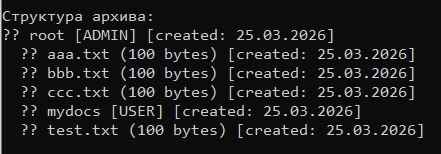 Структура архива:
?? root [ADMIN] [created: 25.03.2026]
  ?? aaa.txt (100 bytes) [created: 25.03.2026]
  ?? bbb.txt (100 bytes) [created: 25.03.2026]
  ?? ccc.txt (100 bytes) [created: 25.03.2026]
  ?? mydocs [USER] [created: 25.03.2026]
  ?? test.txt (100 bytes) [created: 25.03.2026]